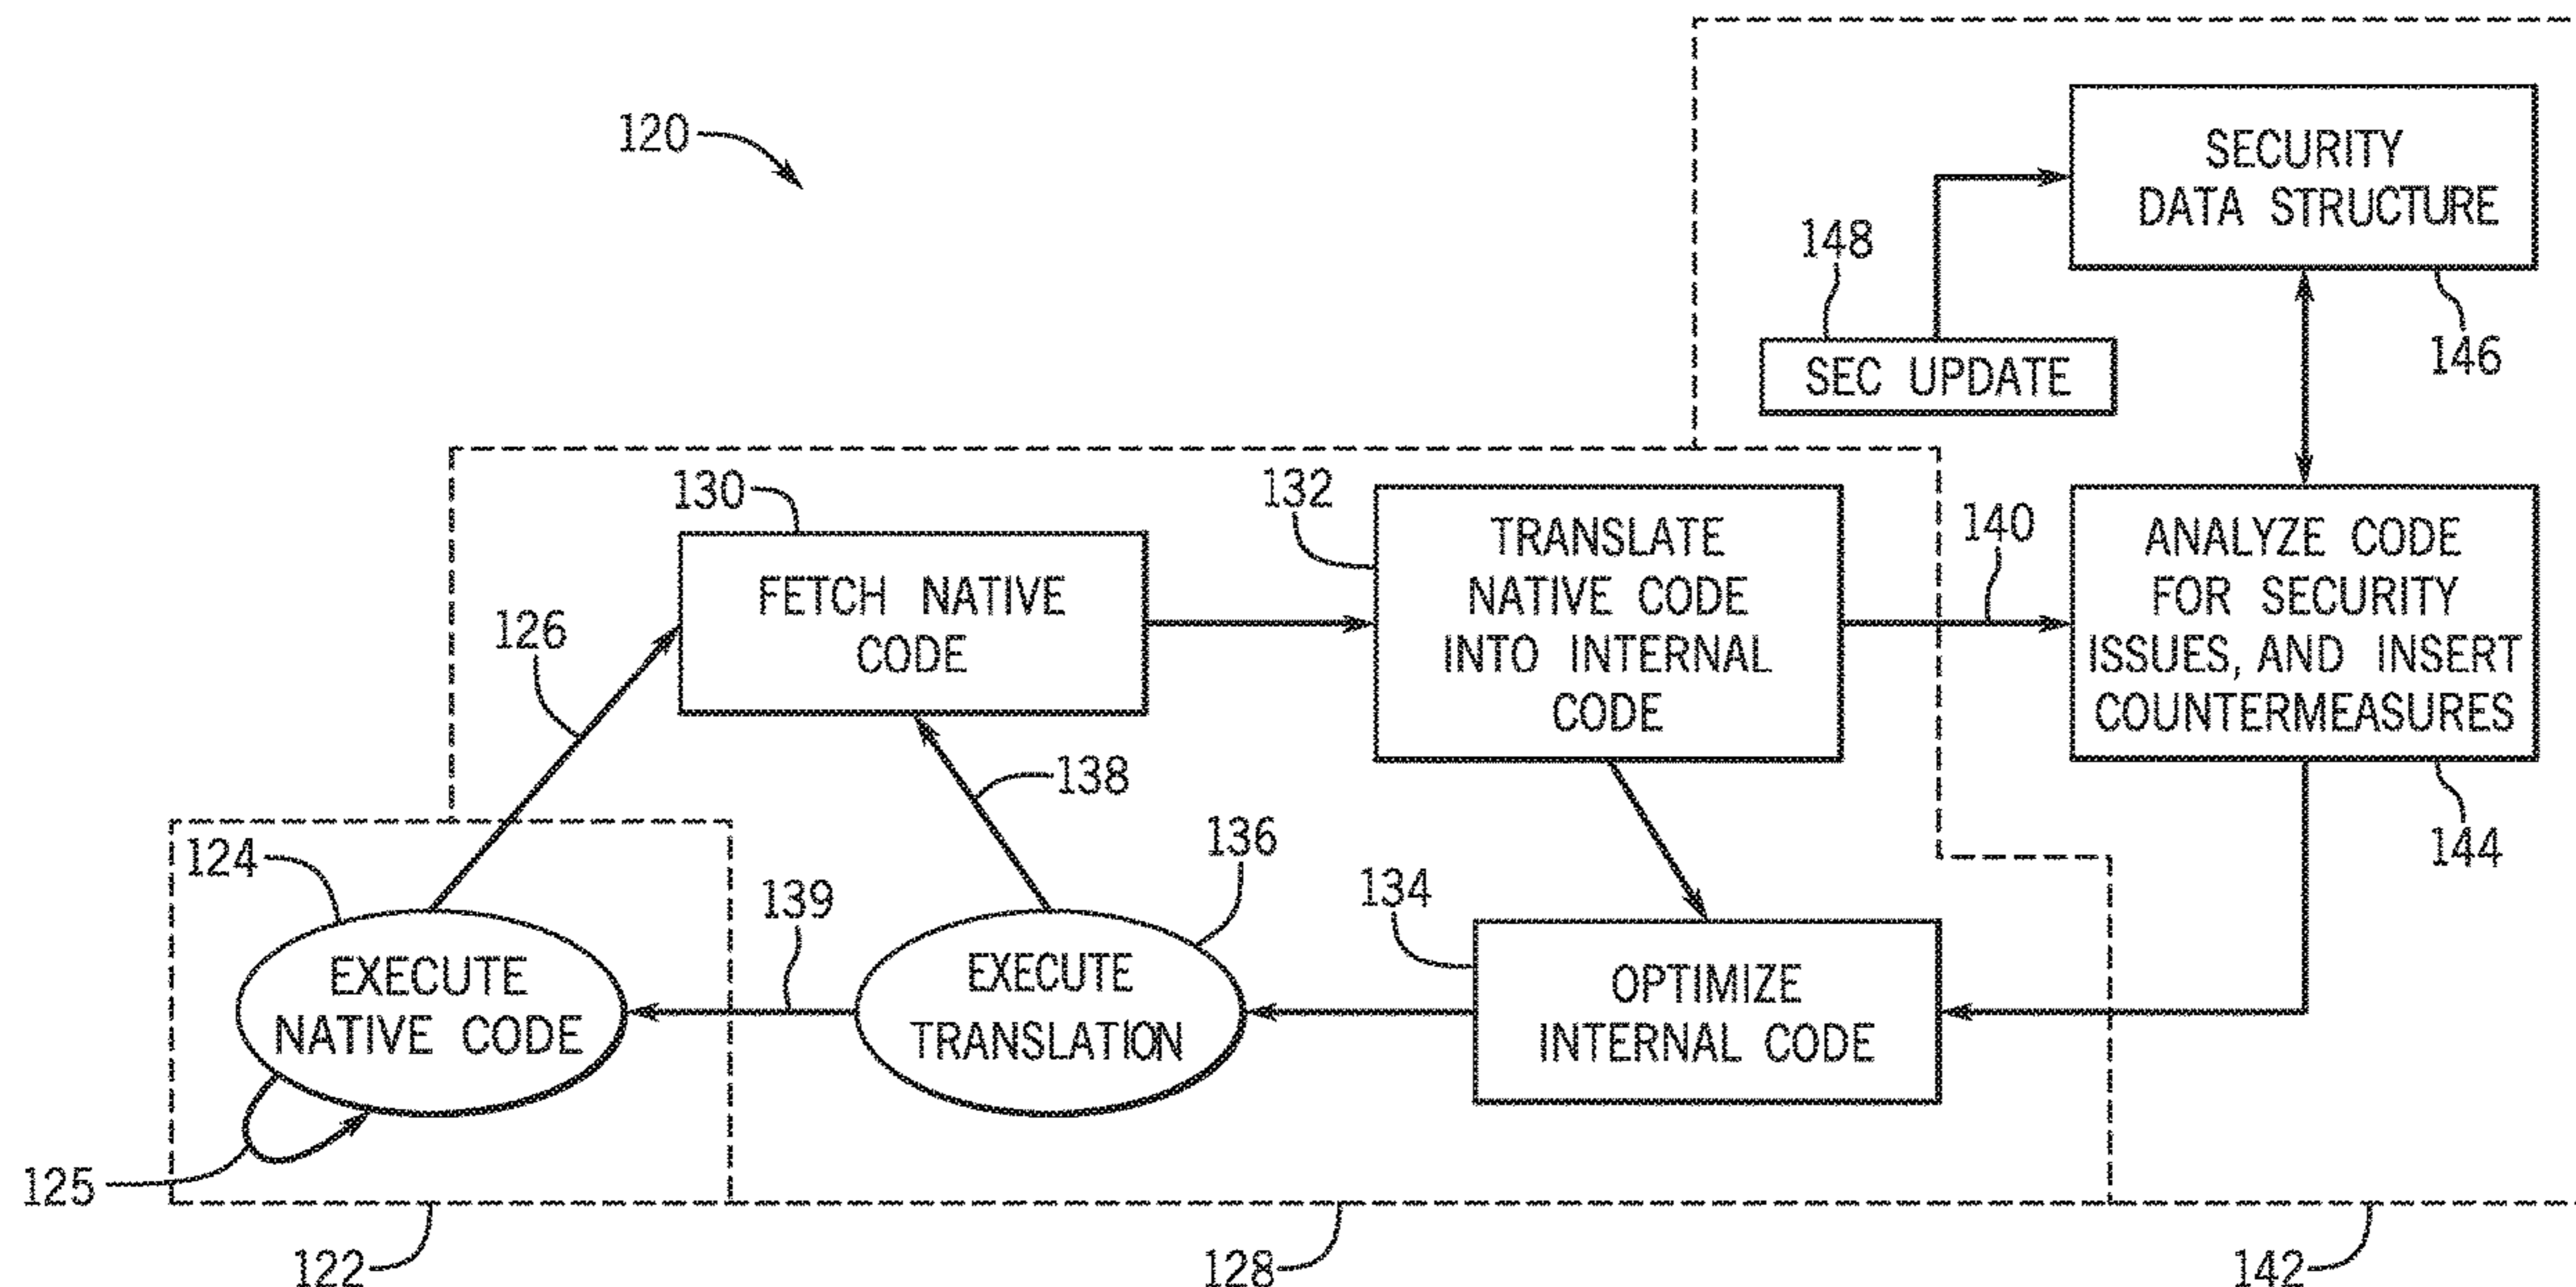 120
SECURITY
DATA STRUCTURE
148
146
SEC UPDATE
130
132
140
TRANSLATE
NATIVE CODE
INTO INTERNAL
CODE
ANALYZE CODE
FOR SECURITY
ISSUES, AND INSERT
COUNTERMEASURES
FETCH NATIVE
CODE
126
138
124
139
136
134
144
EXECUTE
NATIVE CODE
EXECUTE
TRANSLATION
OPTIMIZE
INTERNAL CODE
125
122
128
142